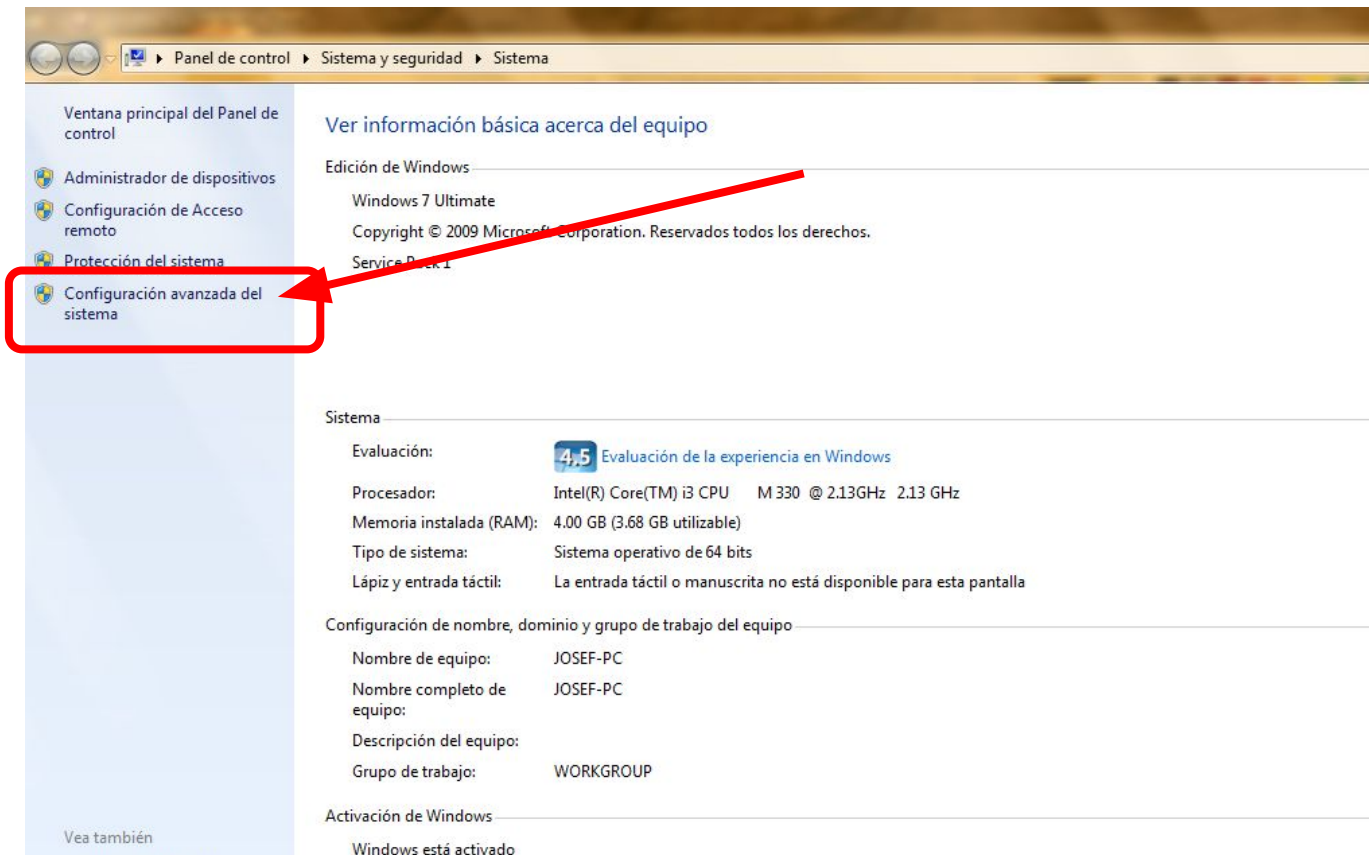 Panel de control ▸ Sistema y seguridad ▸ Sistema
Ventana principal del Panel de
control
Administrador de dispositivos
Configuración de Acceso
remoto
Protección del sistema
Configuración avanzada del
sistema
Vea también
Ver información básica acerca del equipo
Edición de Windows
Windows 7 Ultimate
Copyright © 2009 Microsoft Corporation. Reservados todos los derechos.
Service Pack 1
Sistema
Evaluación: 4,5 Evaluación de la experiencia en Windows
Procesador: Intel(R) Core(TM) i3 CPU M 330 @ 2.13GHz 2.13 GHz
Memoria instalada (RAM): 4.00 GB (3.68 GB utilizable)
Tipo de sistema: Sistema operativo de 64 bits
Lápiz y entrada táctil: La entrada táctil o manuscrita no está disponible para esta pantalla
Configuración de nombre, dominio y grupo de trabajo del equipo
Nombre de equipo: JOSEF-PC
Nombre completo de JOSEF-PC
equipo:
Descripción del equipo:
Grupo de trabajo: WORKGROUP
Activación de Windows
Windows está activado